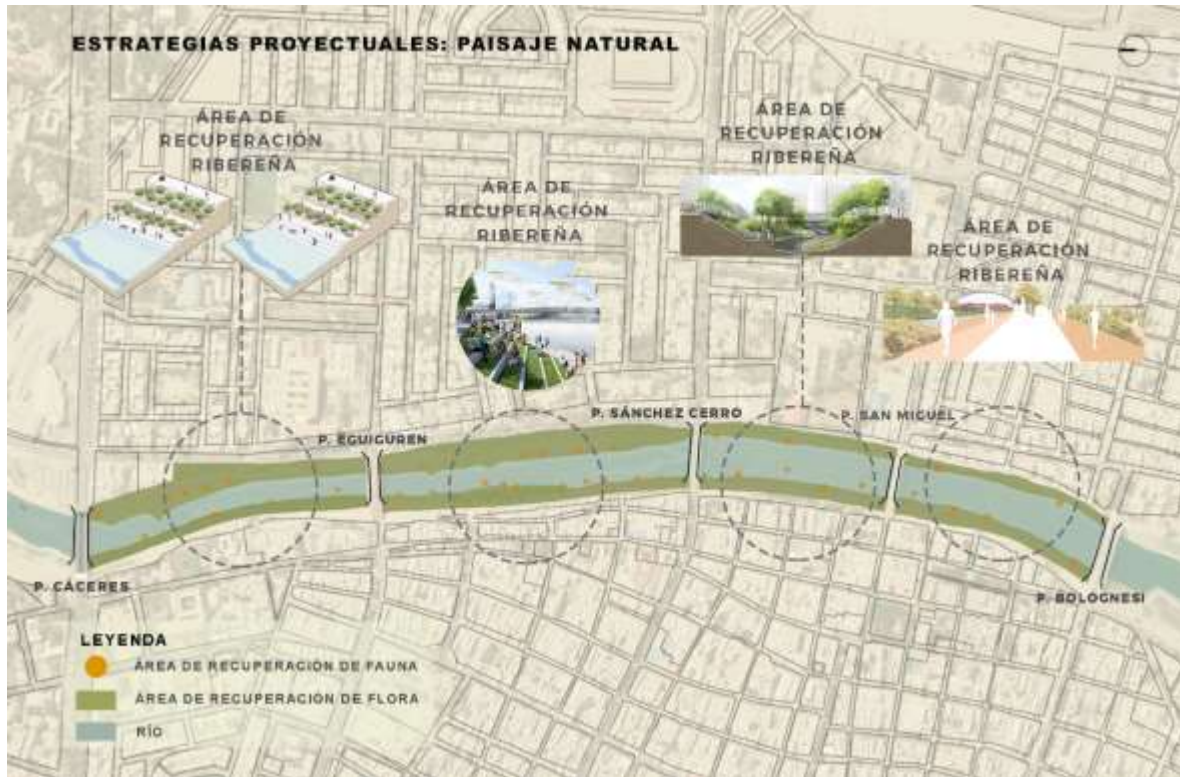 ESTRATEGIAS PROYECTUALES: PAISAJE NATURAL
ÁREA DE
RECUPERACIÓN
RIBEREÑA
ÁREA DE
RECUPERACIÓN
RIBEREÑA
ÁREA DE
RECUPERACIÓN
RIBEREÑA
ÁREA DE
RECUPERACIÓN
RIBEREÑA
P. EGUIGUREN
P. SÁNCHEZ CERRO
P. SAN MIGUEL
P. CÁCERES
P. BOLOGNESI
LEYENDA
ÁREA DE RECUPERACIÓN DE FAUNA
ÁREA DE RECUPERACIÓN DE FLORA
RÍO